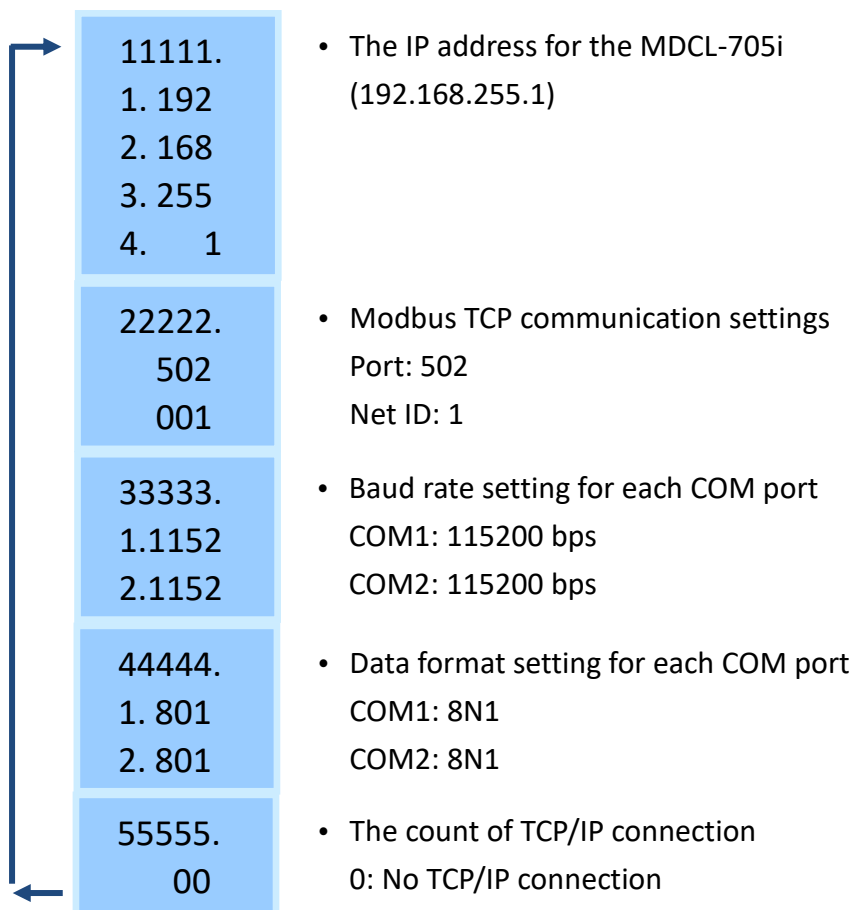 11111.
1. 192
2. 168
3. 255
4. 1
• The IP address for the MDCL-705i
(192.168.255.1)
22222.
502
001
• Modbus TCP communication settings
Port: 502
Net ID: 1
33333.
1.1152
2.1152
• Baud rate setting for each COM port
COM1: 115200 bps
COM2: 115200 bps
44444.
1. 801
2. 801
• Data format setting for each COM port
COM1: 8N1
COM2: 8N1
55555.
00
• The count of TCP/IP connection
0: No TCP/IP connection